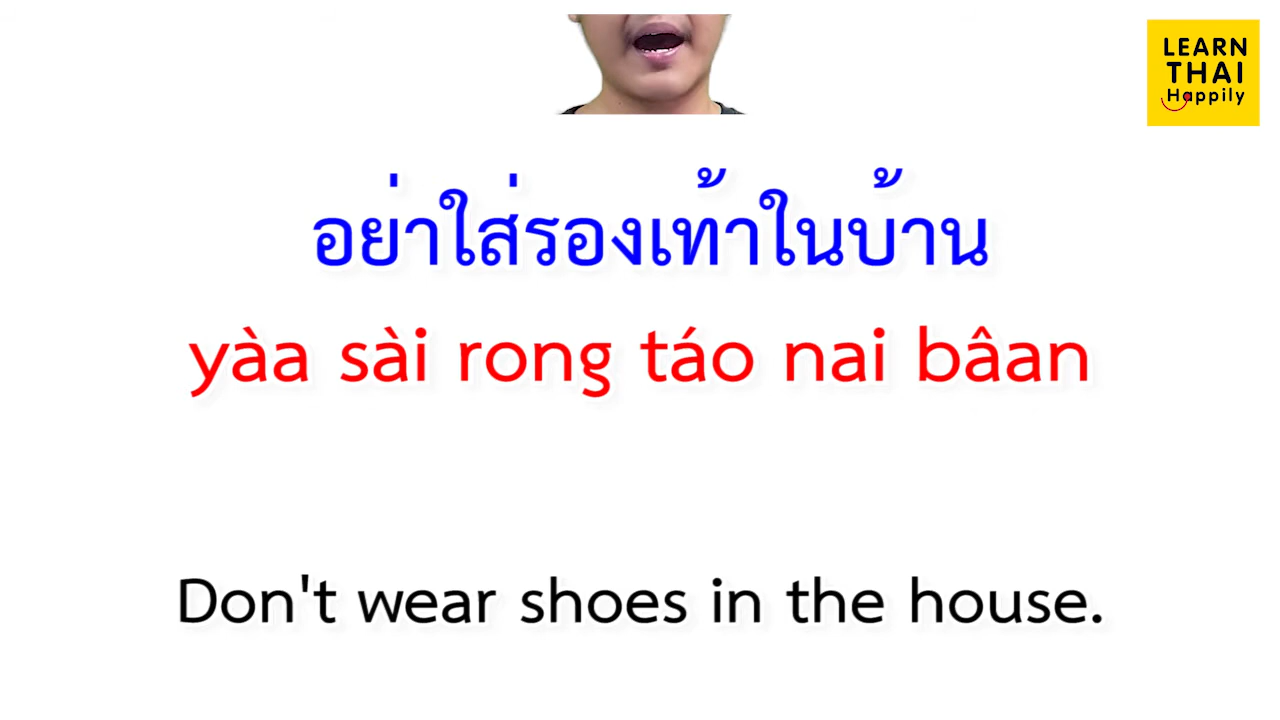 LEARN
THAI
Happily
อย่าใส่รองเท้าในบ้าน
yàa sài rong táo nai bâan
Don't wear shoes in the house.